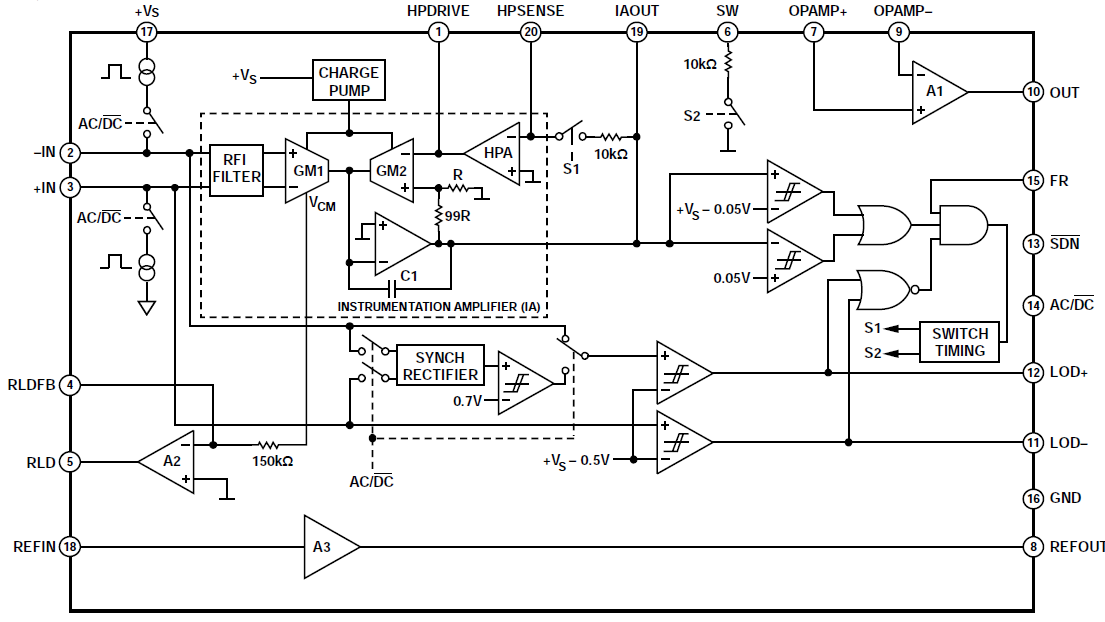 +VS HPDRIVE HPSENSE IAOUT SW OPAMP+ OPAMP–
17 1 20 19 6 7 9
10kΩ
+VS
CHARGE
PUMP
A1
10 OUT
AC/DC
S2
–IN 2
RFI
FILTER
+
–
GM1
–
+
GM2
HPA
–
+
S1
10kΩ
+IN 3
R
VCM
99R
15 FR
+VS – 0.05V
AC/DC
13 SDN
C1
0.05V
INSTRUMENTATION AMPLIFIER (IA)
14 AC/DC
S1
S2
SWITCH
TIMING
SYNCH
RECTIFIER
0.7V
12 LOD+
RLDFB 4
11 LOD–
RLD 5
A2
150kΩ
+VS – 0.5V
AC/DC
16 GND
REFIN 18
A3
8 REFOUT